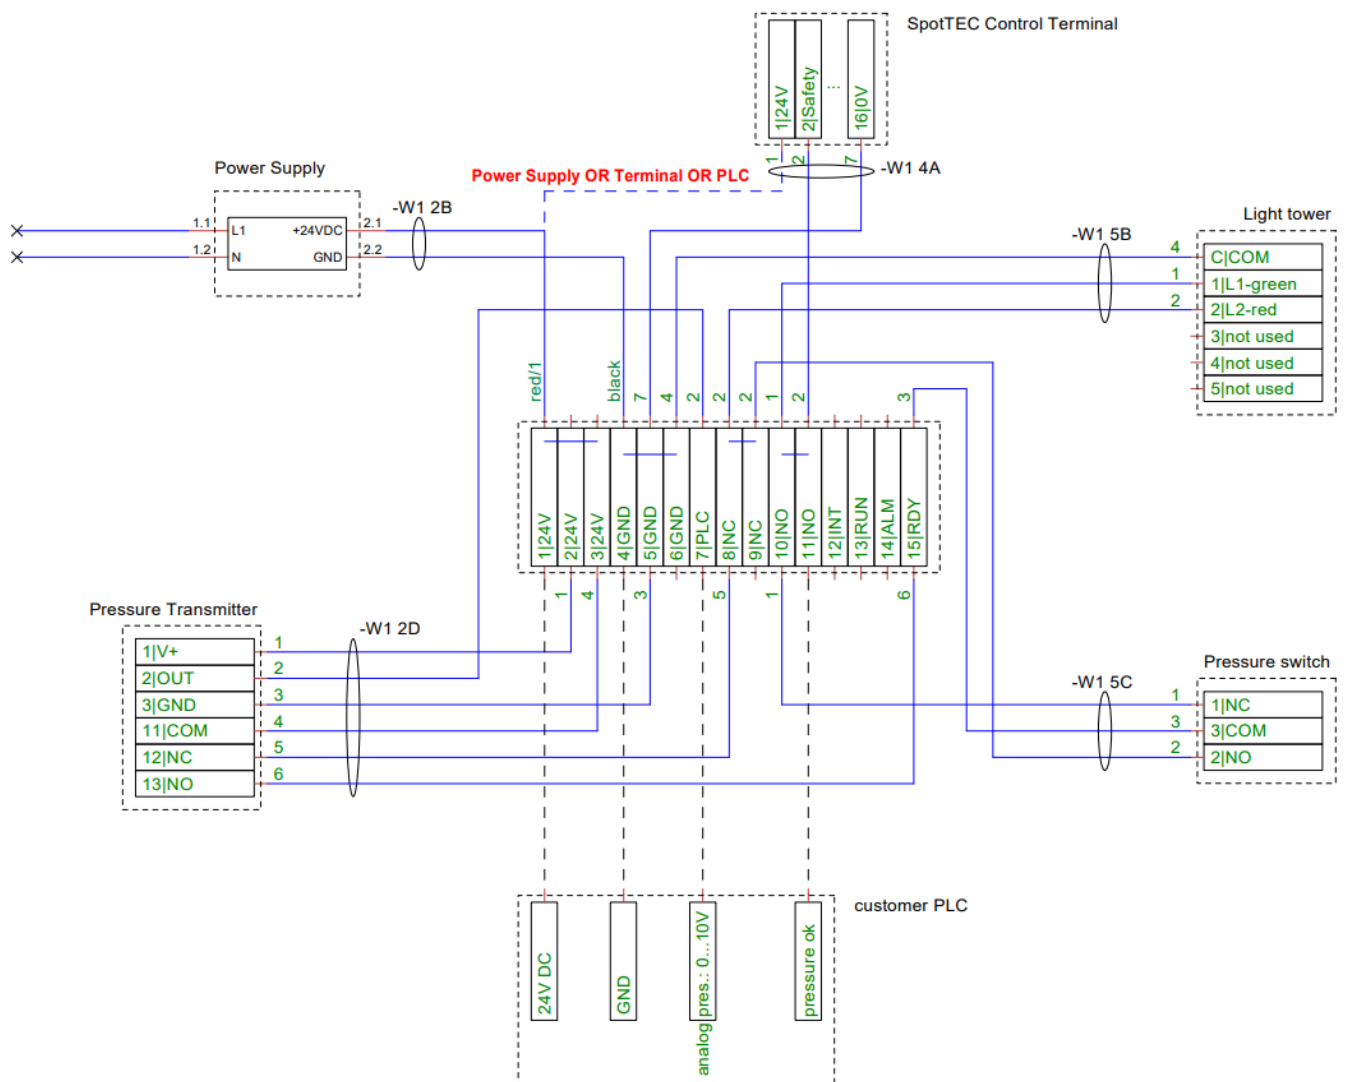 SpotTEC Control Terminal
1|24V
2|Safety
...
16|0V
1
2
7
-W1 4A
Power Supply OR Terminal OR PLC
Power Supply
-W1 2B
1.1
L1
+24VDC
2.1
1.2
N
GND
2.2
Light tower
-W1 5B
4
C|COM
1
1|L1-green
2
2|L2-red
3|not used
4|not used
5|not used
red/1
black
7
4
2
2
2
1
2
3
1|24V
2|24V
3|24V
4|GND
5|GND
6|GND
7|PLC
8|NC
9|NC
10|NO
11|NO
12|INT
13|RUN
14|ALM
15|RDY
1
4
3
5
1
6
Pressure Transmitter
-W1 2D
1|V+
1
2|OUT
2
3|GND
3
11|COM
4
12|NC
5
13|NO
6
Pressure switch
-W1 5C
1
1|NC
3
3|COM
2
2|NO
customer PLC
24V DC
GND
analog pres.: 0...10V
pressure ok